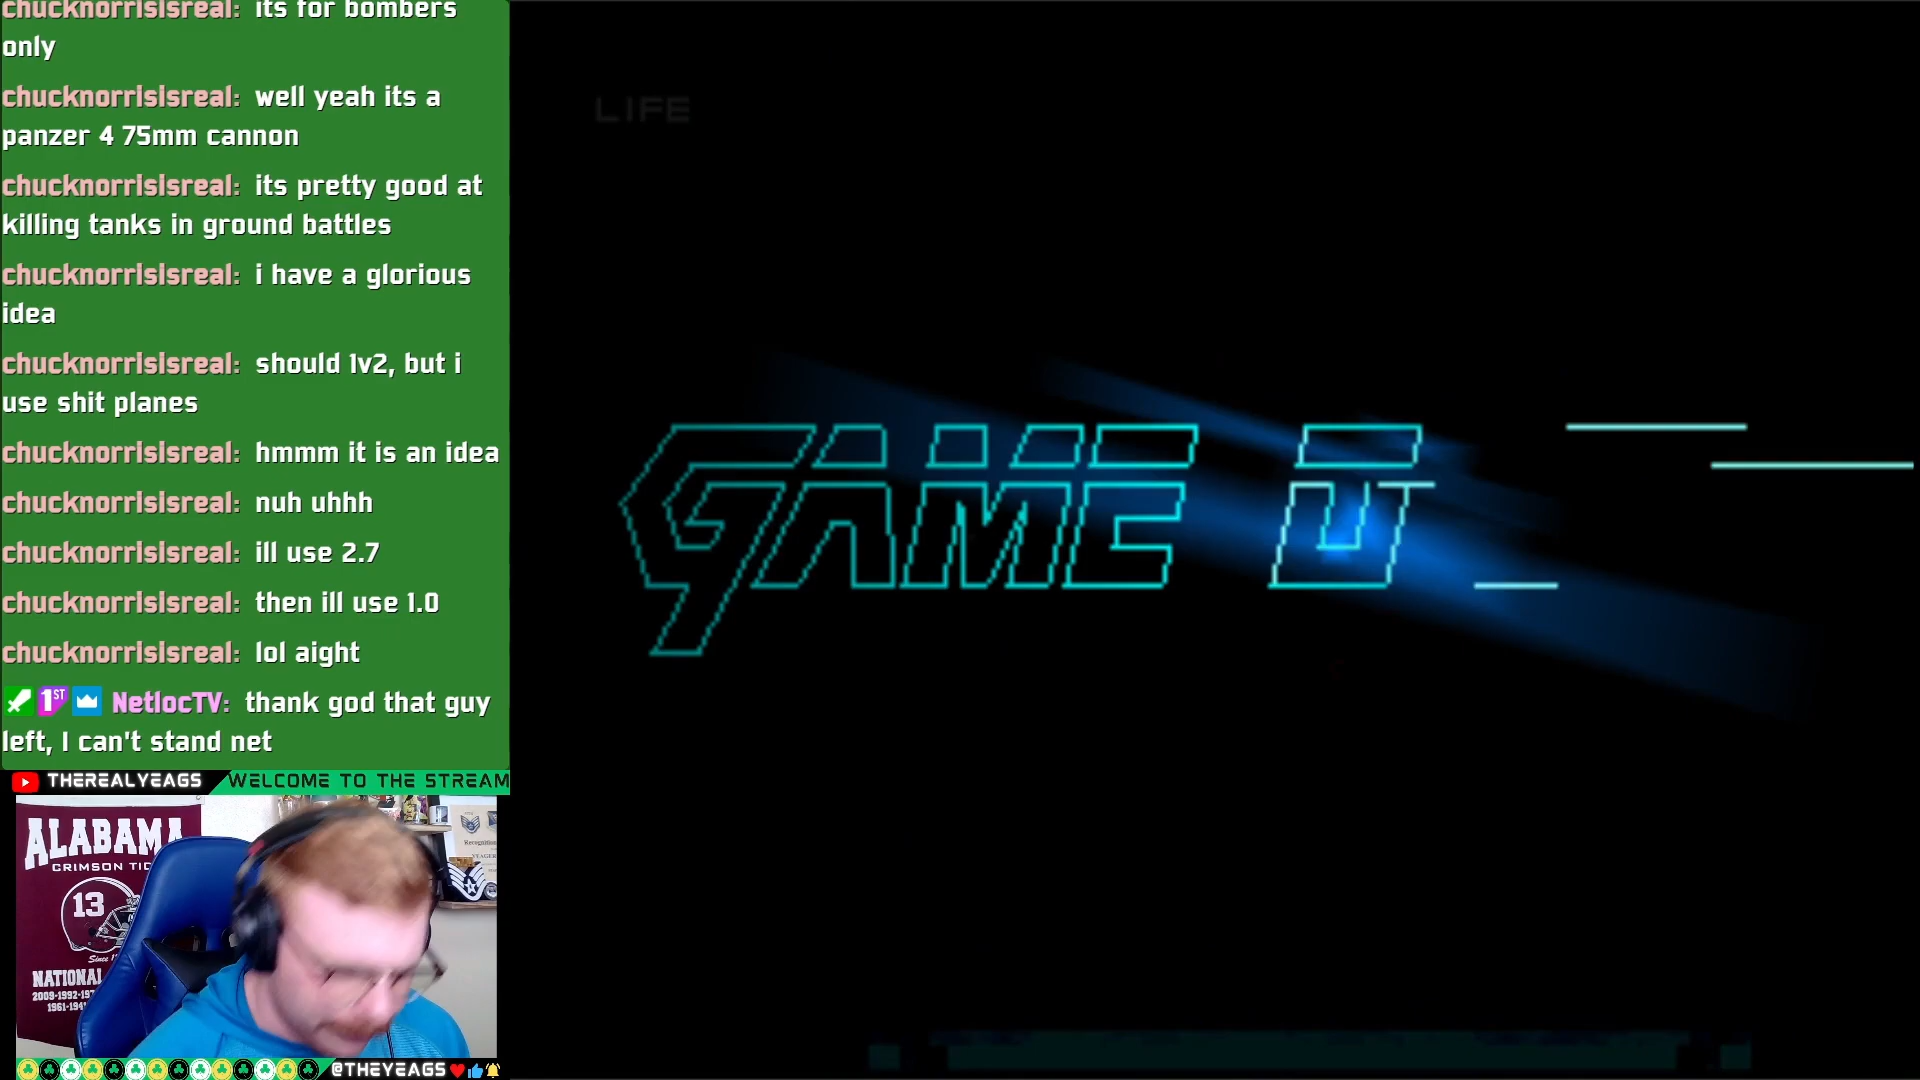 chucknorrisisreal: its for bombers
only
chucknorrisisreal: well yeah its a
panzer 4 75mm cannon
chucknorrisisreal: its pretty good at
killing tanks in ground battles
chucknorrisisreal: i have a glorious
idea
chucknorrisisreal: should 1v2, but i
use shit planes
chucknorrisisreal: hmmm it is an idea
chucknorrisisreal: nuh uhhh
chucknorrisisreal: ill use 2.7
chucknorrisisreal: then ill use 1.0
chucknorrisisreal: lol aight
1ST NetlocTV: thank god that guy
left, I can't stand net
THEREALYEAGS WELCOME TO THE STREAM
ALABAMA
CRIMSON TID
13
Since
NATIONAL
Recognition
YEAGER
@THEYEAGS
LIFE
GAME O